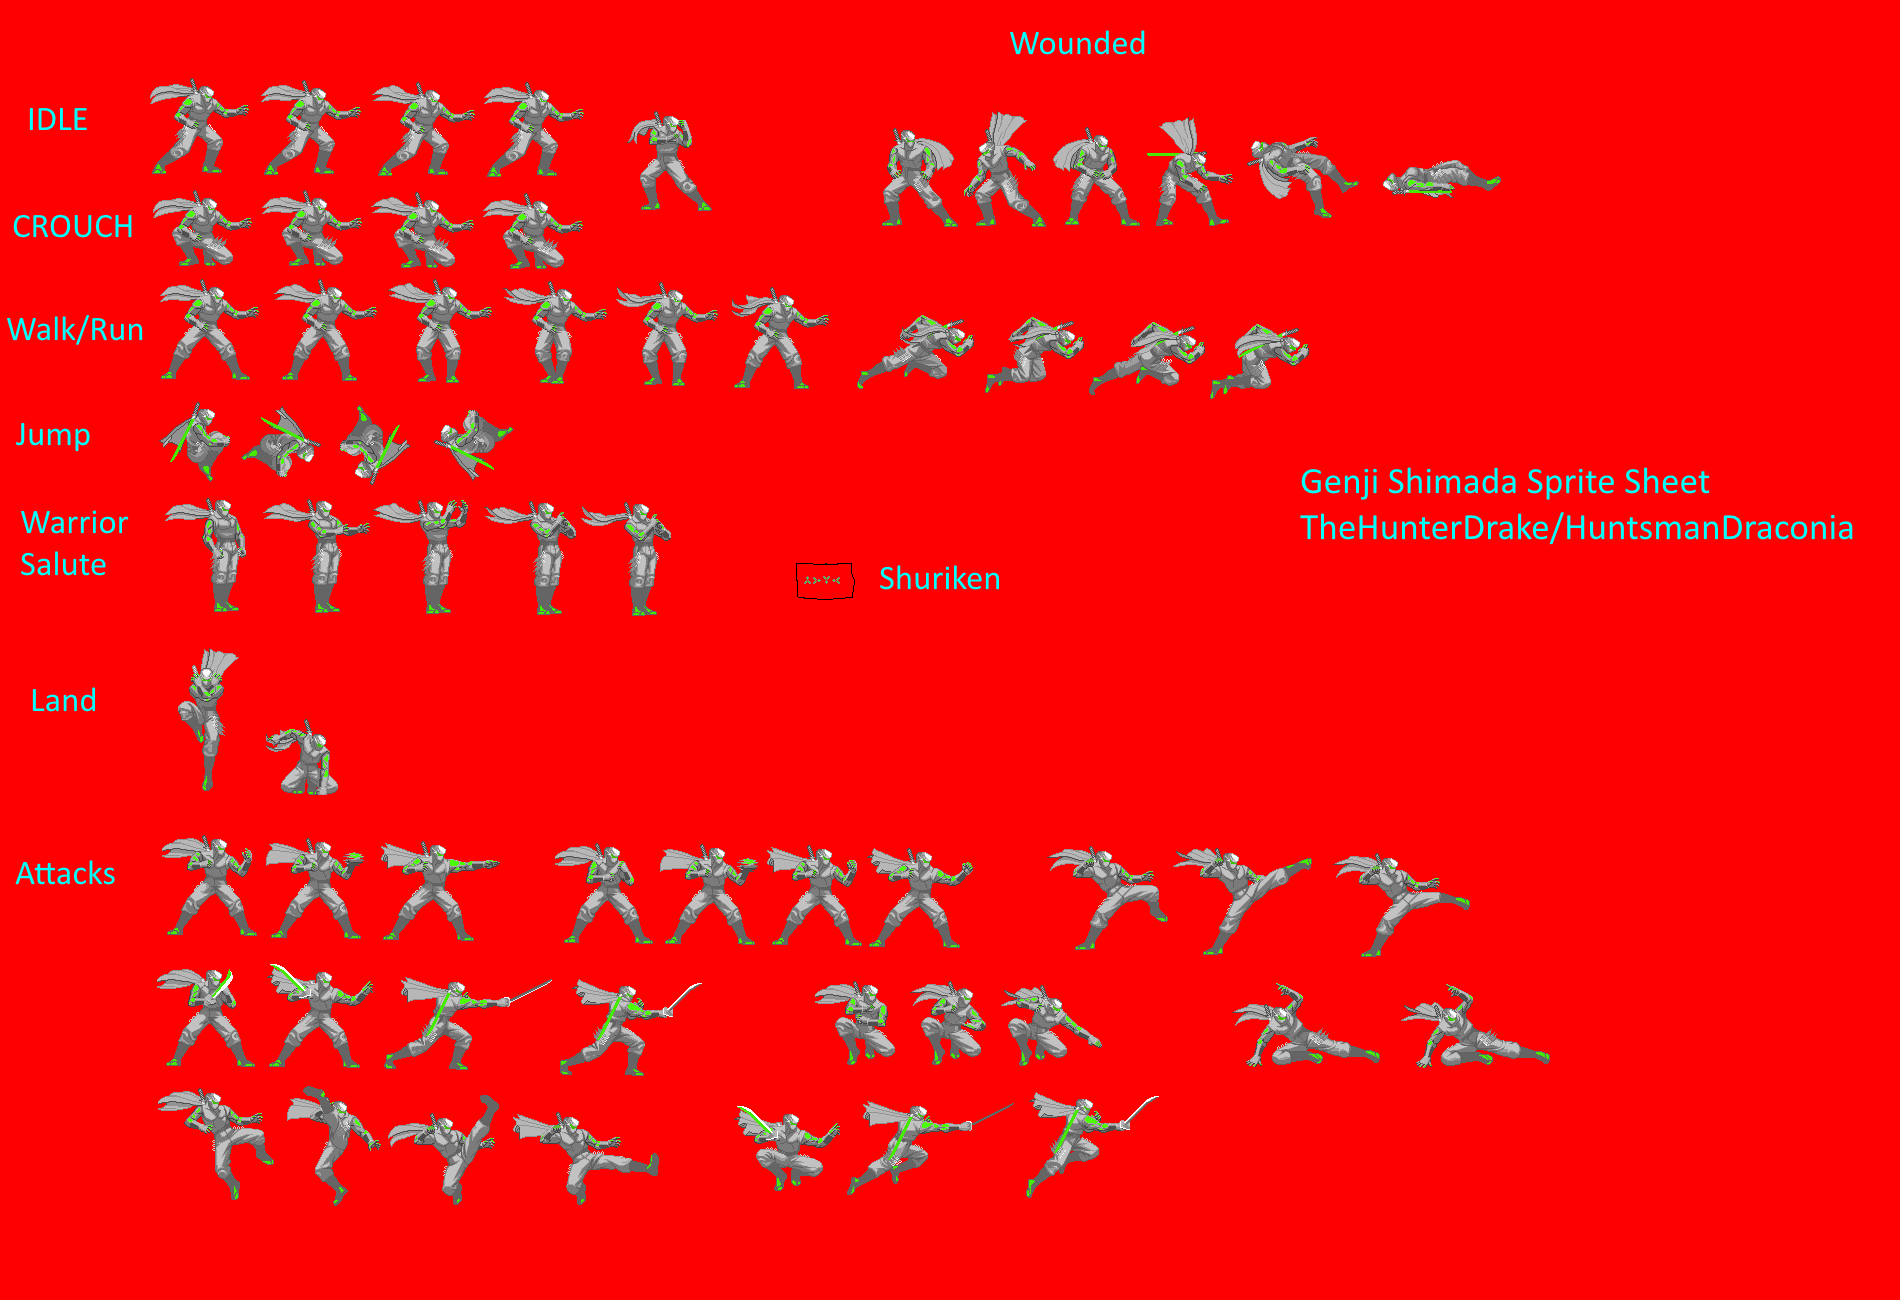 Wounded
IDLE
CROUCH
Walk/Run
Jump
Genji Shimada Sprite Sheet
TheHunterDrake/HuntsmanDraconia
Warrior
Salute
Shuriken
Land
Attacks